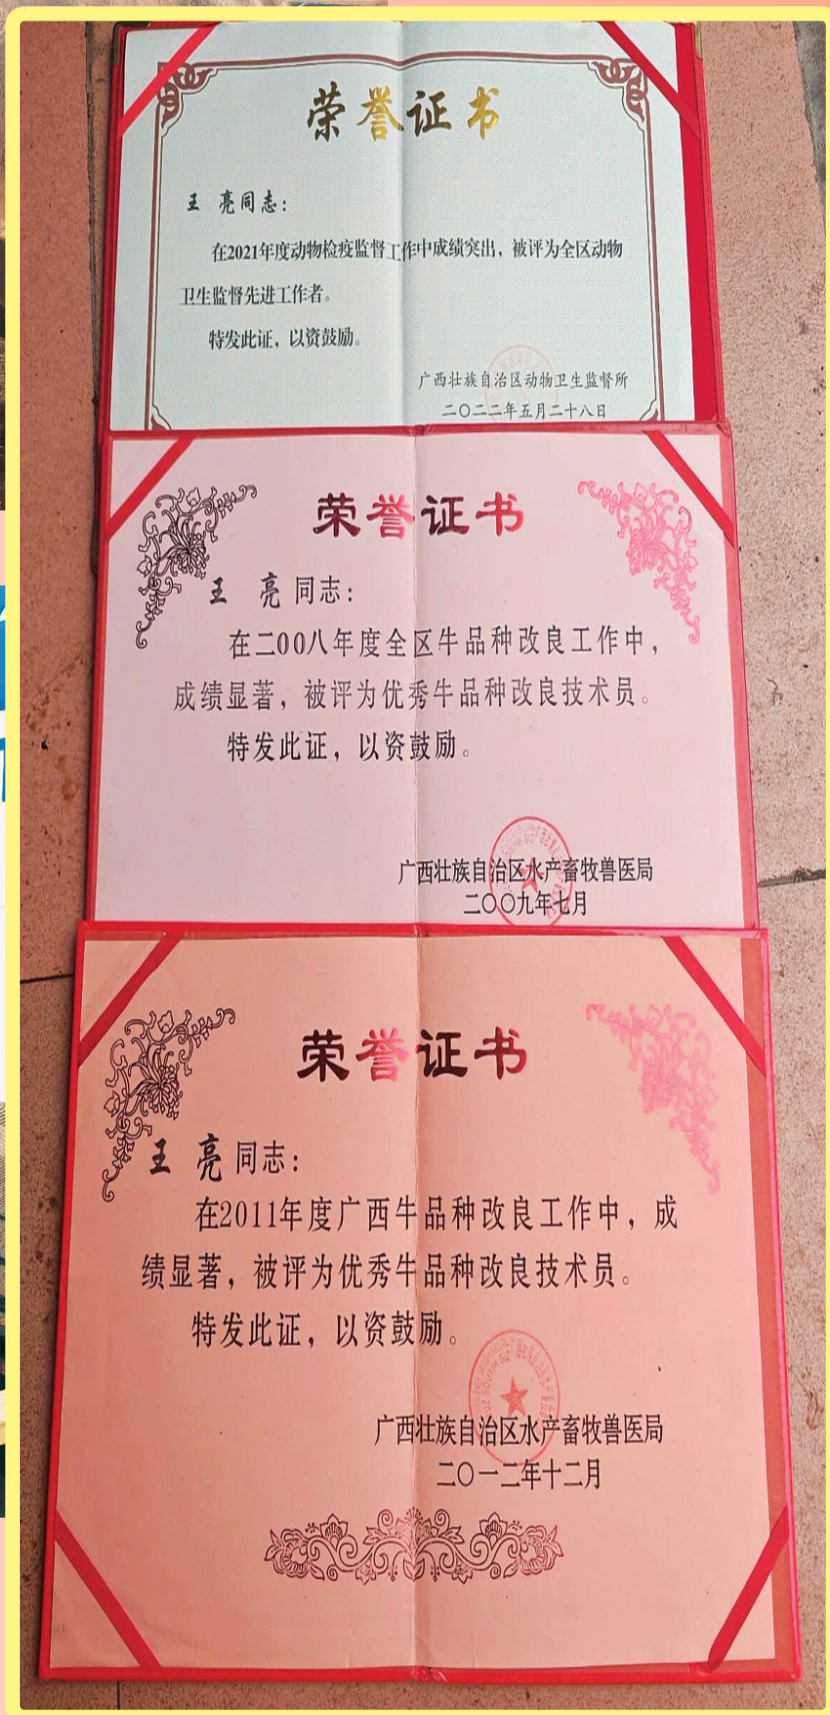 荣誉证书
王 亮同志：
在2021年度动物检疫监督工作中成绩突出，被评为全区动物
卫生监督先进工作者。
特发此证，以资鼓励。
广西壮族自治区动物卫生监督所
二〇二二年五月二十八日
荣誉证书
王 亮 同志：
在二00八年度全区牛品种改良工作中，
成绩显著，被评为优秀牛品种改良技术员。
特发此证，以资鼓励。
广西壮族自治区水产畜牧兽医局
二〇〇九年七月
荣誉证书
王 亮 同志：
在2011年度广西牛品种改良工作中，成
绩显著，被评为优秀牛品种改良技术员。
特发此证，以资鼓励。
广西壮族自治区水产畜牧兽医局
二〇一二年十二月